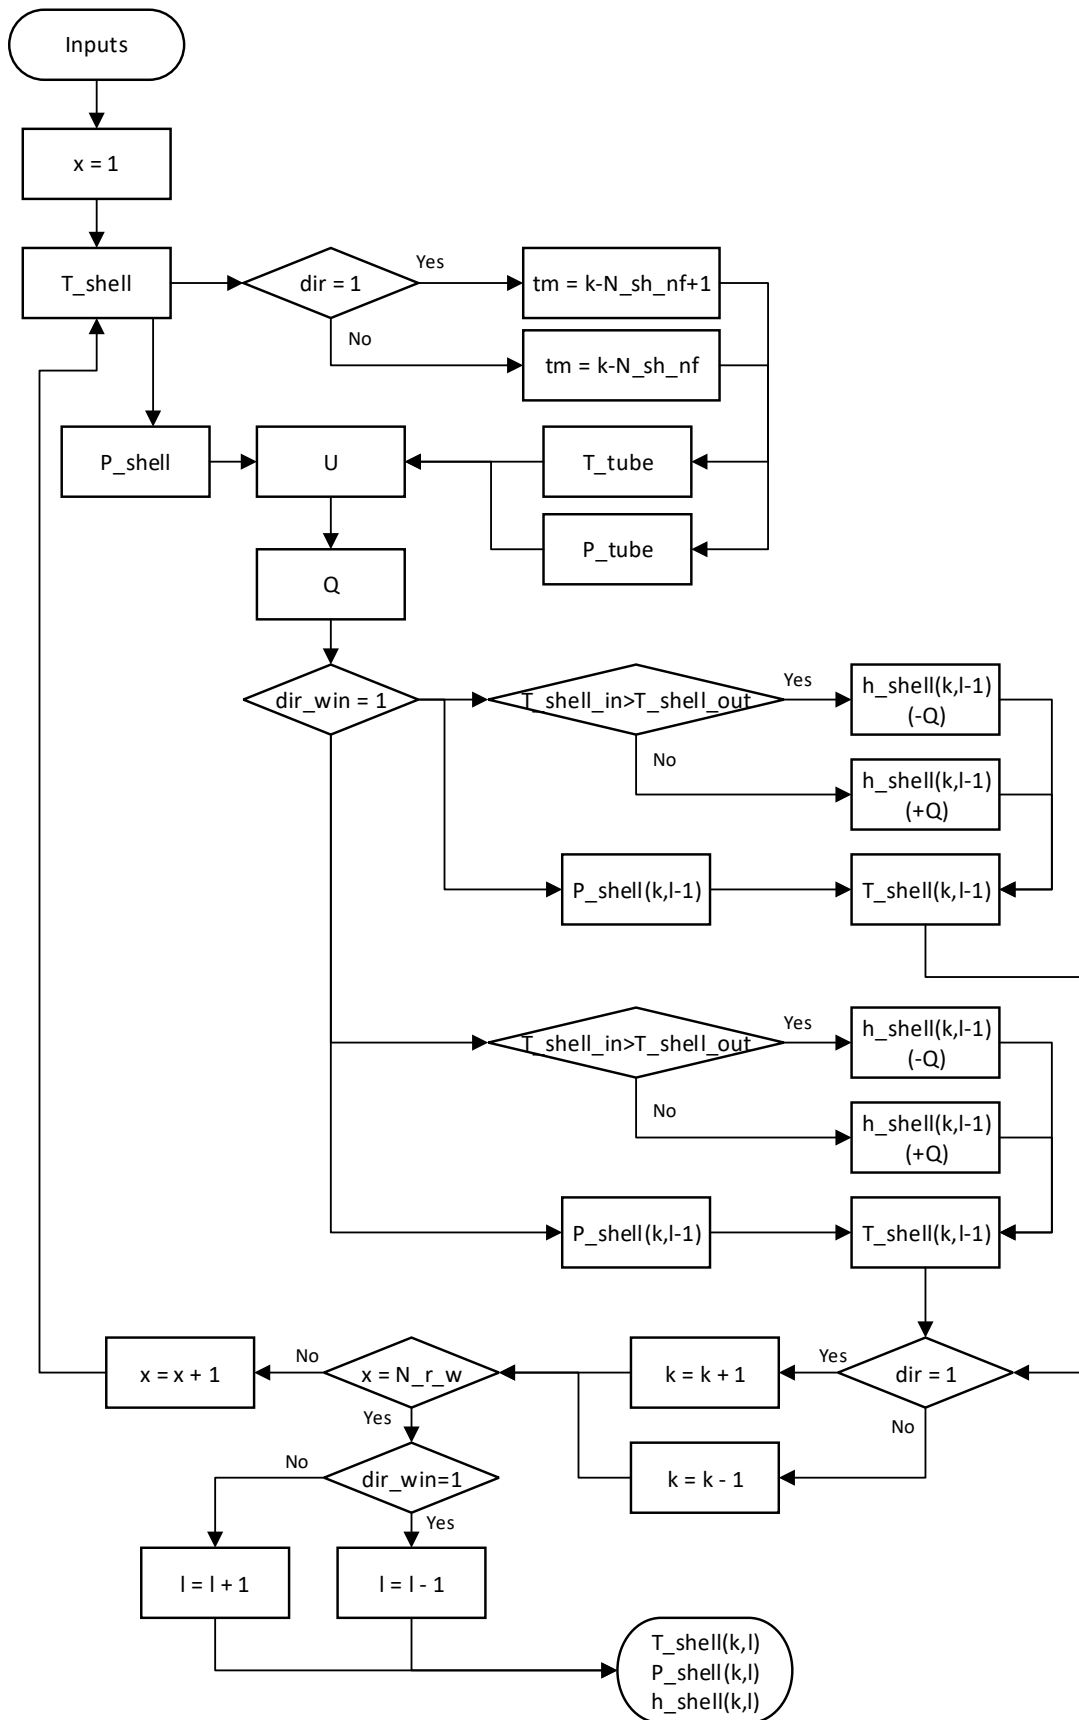 Inputs
x = 1
T_shell
dir = 1
Yes
tm = k-N_sh_nf+1
No
tm = k-N_sh_nf
P_shell
U
T_tube
P_tube
Q
dir_win = 1
T_shell_in>T_shell_out
Yes
h_shell(k,l-1)
(-Q)
No
h_shell(k,l-1)
(+Q)
P_shell(k,l-1)
T_shell(k,l-1)
T_shell_in>T_shell_out
Yes
h_shell(k,l-1)
(-Q)
No
h_shell(k,l-1)
(+Q)
P_shell(k,l-1)
T_shell(k,l-1)
x = x + 1
No
x = N_r_w
k = k + 1
Yes
dir = 1
Yes
No
No
dir_win=1
k = k - 1
Yes
l = l + 1
l = l - 1
T_shell(k,l)
P_shell(k,l)
h_shell(k,l)